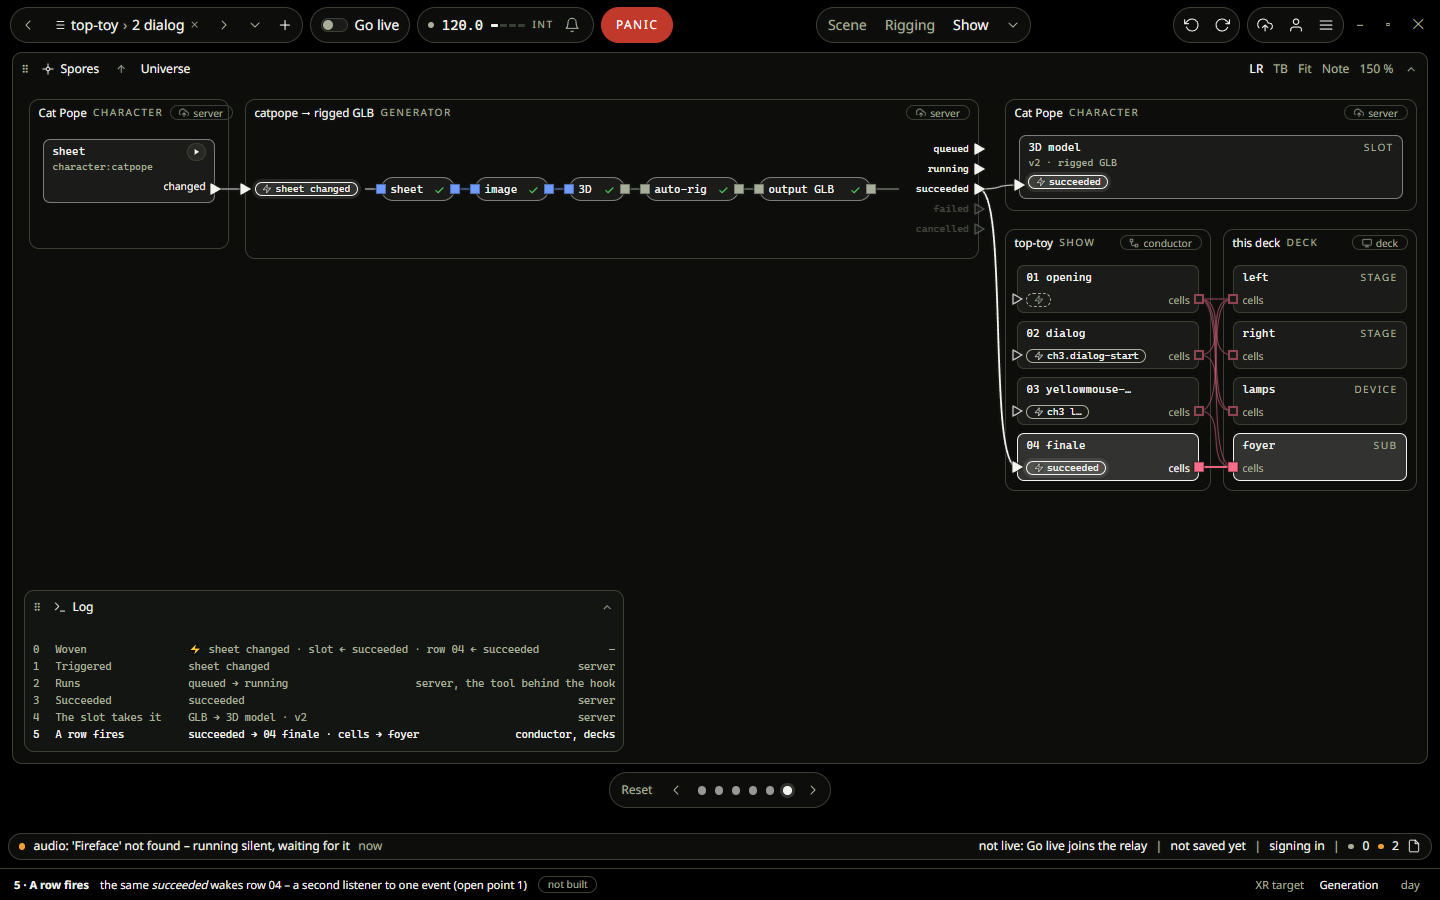 top-toy › 2 dialog ×
Go live
120.0 INT
PANIC
Scene Rigging Show
Spores ↑ Universe
LR TB Fit Note 150 %
Cat Pope CHARACTER server
sheet
character:catpope
changed
catpope → rigged GLB GENERATOR server
sheet changed
sheet ✓
image ✓
3D ✓
auto-rig ✓
output GLB ✓
queued
running
succeeded
failed
cancelled
Cat Pope CHARACTER server
3D model SLOT
v2 · rigged GLB
succeeded
top-toy SHOW conductor
01 opening
cells
02 dialog
ch3.dialog-start cells
03 yellowmouse-…
ch3 l… cells
04 finale
succeeded cells
this deck DECK deck
left STAGE
cells
right STAGE
cells
lamps DEVICE
cells
foyer SUB
cells
Log
0 Woven ⚡ sheet changed · slot ← succeeded · row 04 ← succeeded —
1 Triggered sheet changed server
2 Runs queued → running server, the tool behind the hook
3 Succeeded succeeded server
4 The slot takes it GLB → 3D model · v2 server
5 A row fires succeeded → 04 finale · cells → foyer conductor, decks
Reset
audio: 'Fireface' not found – running silent, waiting for it now
not live: Go live joins the relay | not saved yet | signing in | 0 2
5 · A row fires the same succeeded wakes row 04 – a second listener to one event (open point 1) not built
XR target Generation day